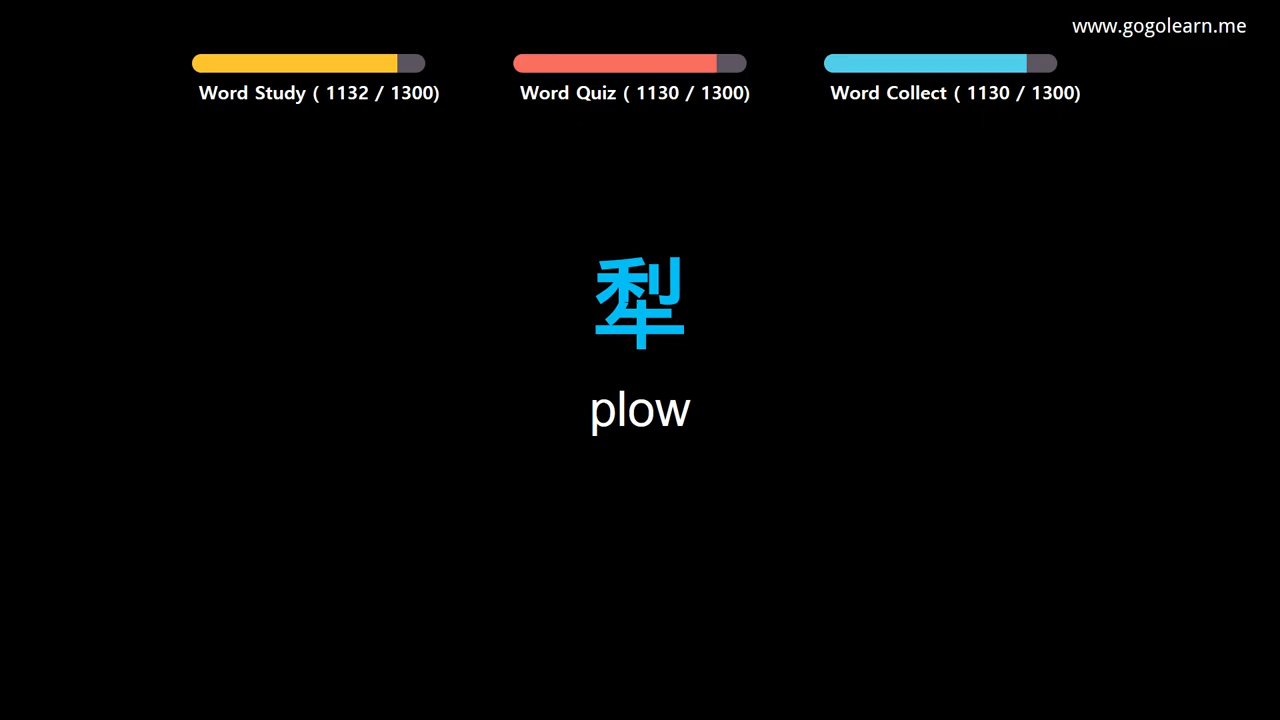 www.gogolearn.me
Word Study ( 1132 / 1300)
Word Quiz ( 1130 / 1300)
Word Collect ( 1130 / 1300)
犁
plow